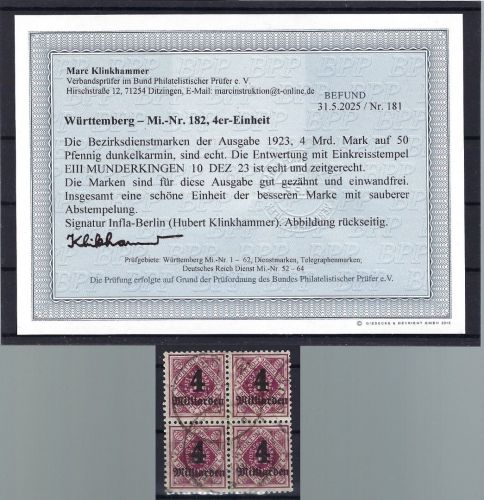 Marc Klinkhammer
Verbandsprüfer im Bund Philatelistischer Prüfer e. V.
Hirschstraße 12, 71254 Ditzingen, E-Mail: marcinstruktion@t-online.de
BEFUND
31.5.2025 / Nr. 181
Württemberg – Mi.-Nr. 182, 4er-Einheit
Die Bezirksdienstmarken der Ausgabe 1923, 4 Mrd. Mark auf 50
Pfennig dunkelkarmin, sind echt. Die Entwertung mit Einkreisstempel
EIII MUNDERKINGEN 10 DEZ 23 ist echt und zeitgerecht.
Die Marken sind für diese Ausgabe gut gezähnt und einwandfrei.
Insgesamt eine schöne Einheit der besseren Marke mit sauberer
Abstempelung.
Signatur Infla-Berlin (Hubert Klinkhammer). Abbildung rückseitig.
Klinkhammer
Prüfgebiete: Württemberg Mi.-Nr. 1 – 62, Dienstmarken, Telegraphenmarken;
Deutsches Reich Dienst Mi.-Nr. 52 – 64
Die Prüfung erfolgte auf Grund der Prüfordnung des Bundes Philatelistischer Prüfer e.V.
© GIESECKE & DEVRIENT GMBH 2012
4 4
Milliarden Milliarden
4 4
Milliarden Milliarden